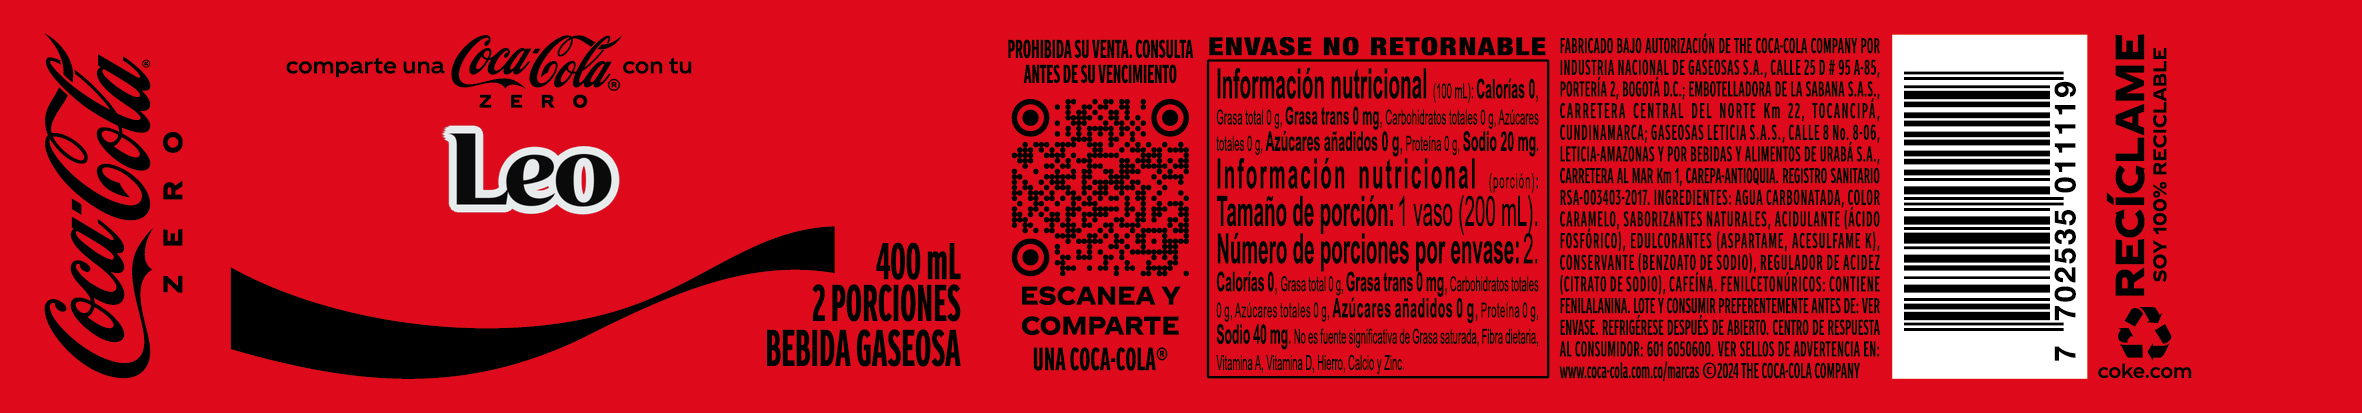 Coca-Cola®
ZERO
comparte una Coca-Cola® con tu
ZERO
Leo
400 mL
2 PORCIONES
BEBIDA GASEOSA
PROHIBIDA SU VENTA. CONSULTA
ANTES DE SU VENCIMIENTO
ESCANEA Y
COMPARTE
UNA COCA-COLA®
ENVASE NO RETORNABLE
Información nutricional (100 mL): Calorías 0,
Grasa total 0 g, Grasa trans 0 mg, Carbohidratos totales 0 g, Azúcares
totales 0 g, Azúcares añadidos 0 g, Proteína 0 g, Sodio 20 mg.
Información nutricional (porción):
Tamaño de porción: 1 vaso (200 mL).
Número de porciones por envase: 2.
Calorías 0, Grasa total 0 g, Grasa trans 0 mg, Carbohidratos totales
0 g, Azúcares totales 0 g, Azúcares añadidos 0 g, Proteína 0 g,
Sodio 40 mg. No es fuente significativa de Grasa saturada, Fibra dietaria,
Vitamina A, Vitamina D, Hierro, Calcio y Zinc.
FABRICADO BAJO AUTORIZACIÓN DE THE COCA-COLA COMPANY POR
INDUSTRIA NACIONAL DE GASEOSAS S.A., CALLE 25 D # 95 A-85,
PORTERÍA 2, BOGOTÁ D.C.; EMBOTELLADORA DE LA SABANA S.A.S.,
CARRETERA CENTRAL DEL NORTE Km 22, TOCANCIPÁ,
CUNDINAMARCA; GASEOSAS LETICIA S.A.S., CALLE 8 No. 8-06,
LETICIA-AMAZONAS Y POR BEBIDAS Y ALIMENTOS DE URABÁ S.A.,
CARRETERA AL MAR Km 1, CAREPA-ANTIOQUIA. REGISTRO SANITARIO
RSA-003403-2017. INGREDIENTES: AGUA CARBONATADA, COLOR
CARAMELO, SABORIZANTES NATURALES, ACIDULANTE (ÁCIDO
FOSFÓRICO), EDULCORANTES (ASPARTAME, ACESULFAME K),
CONSERVANTE (BENZOATO DE SODIO), REGULADOR DE ACIDEZ
(CITRATO DE SODIO), CAFEÍNA. FENILCETONÚRICOS: CONTIENE
FENILALANINA. LOTE Y CONSUMIR PREFERENTEMENTE ANTES DE: VER
ENVASE. REFRIGÉRESE DESPUÉS DE ABIERTO. CENTRO DE RESPUESTA
AL CONSUMIDOR: 601 6050600. VER SELLOS DE ADVERTENCIA EN:
www.coca-cola.com.co/marcas ©2024 THE COCA-COLA COMPANY
7 702535 011119
RECÍCLAME
SOY 100% RECICLABLE
coke.com